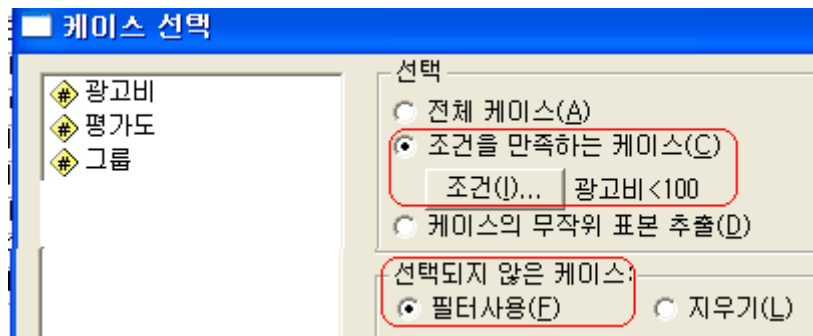 케이스 선택
광고비
평가도
그룹
선택
전체 케이스(A)
조건을 만족하는 케이스(C)
조건(I)... 광고비<100
케이스의 무작위 표본 추출(D)
선택되지 않은 케이스:
필터사용(F) 지우기(L)